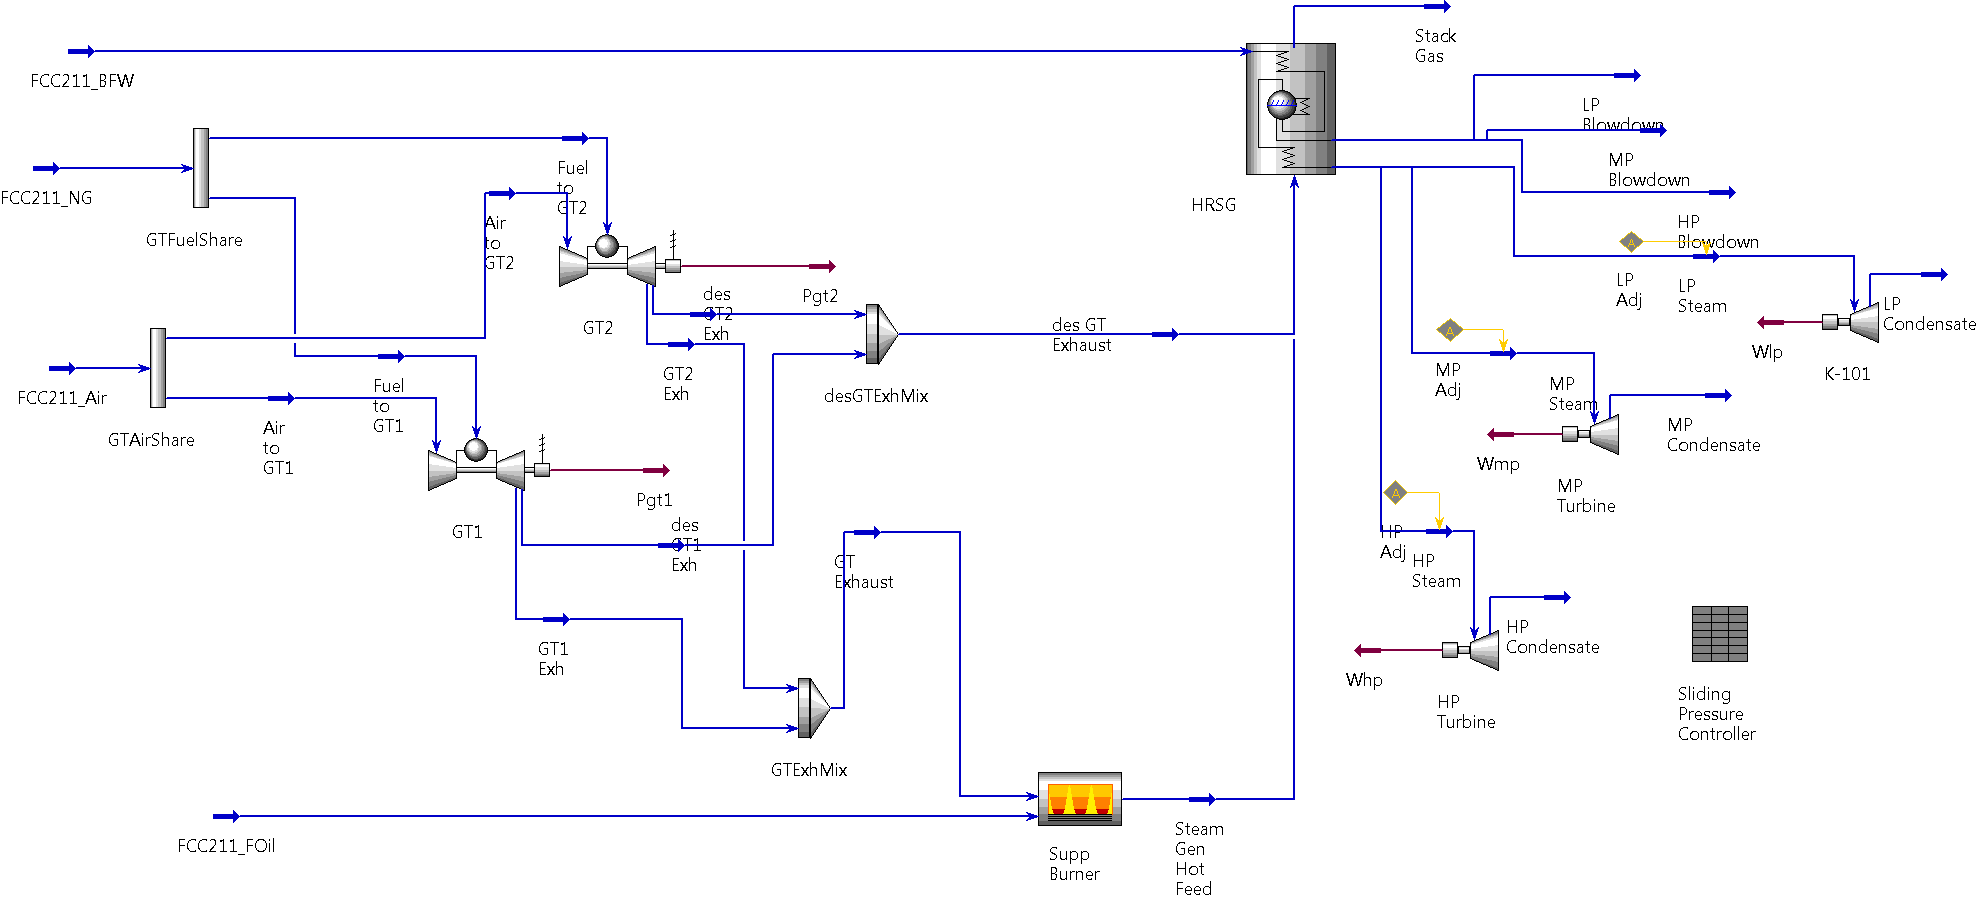 Stack
Gas
FCC211_BFW
LP
Blowdown
MP
Blowdown
FCC211_NG
Fuel
to
GT2
HRSG
GTFuelShare
Air
to
GT2
HP
Blowdown
A
LP
Adj
LP
Steam
des
GT2
Exh
Pgt2
GT2
LP
Condensate
des GT
Exhaust
A
Wlp
K-101
GT2
Exh
MP
Adj
MP
Steam
FCC211_Air
Fuel
to
GT1
desGTExhMix
GTAirShare
Air
to
GT1
MP
Condensate
Wmp
A
MP
Turbine
Pgt1
GT1
des
GT1
Exh
HP
Adj
HP
Steam
GT
Exhaust
GT1
Exh
HP
Condensate
Whp
HP
Turbine
Sliding
Pressure
Controller
GTExhMix
FCC211_FOil
Supp
Burner
Steam
Gen
Hot
Feed